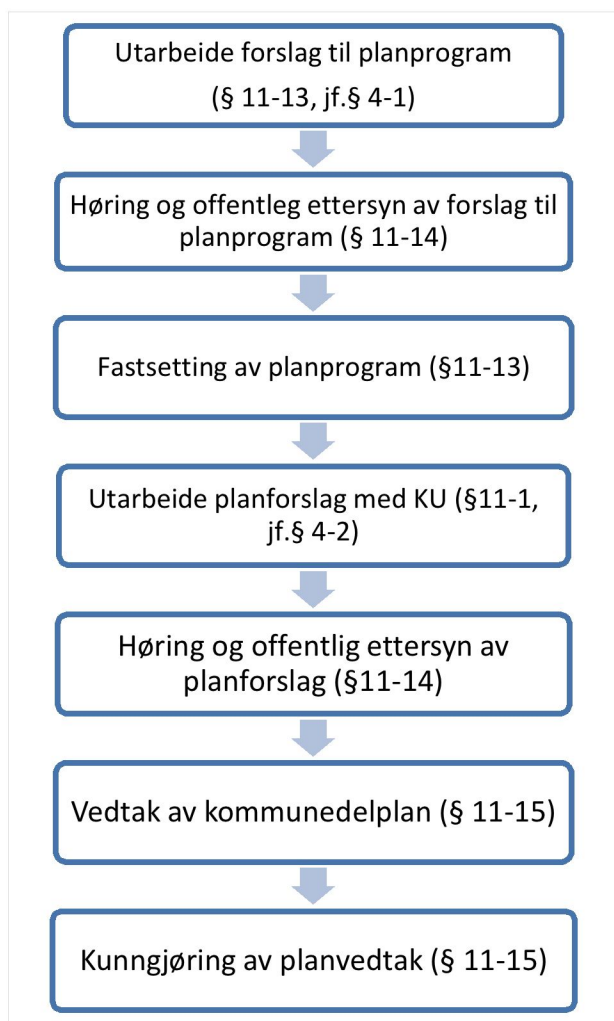 Utarbeide forslag til planprogram
(§ 11-13, jf.§ 4-1)
Høring og offentleg ettersyn av forslag til
planprogram (§ 11-14)
Fastsetting av planprogram (§11-13)
Utarbeide planforslag med KU (§11-1,
jf.§ 4-2)
Høring og offentlig ettersyn av
planforslag (§11-14)
Vedtak av kommunedelplan (§ 11-15)
Kunngjøring av planvedtak (§ 11-15)